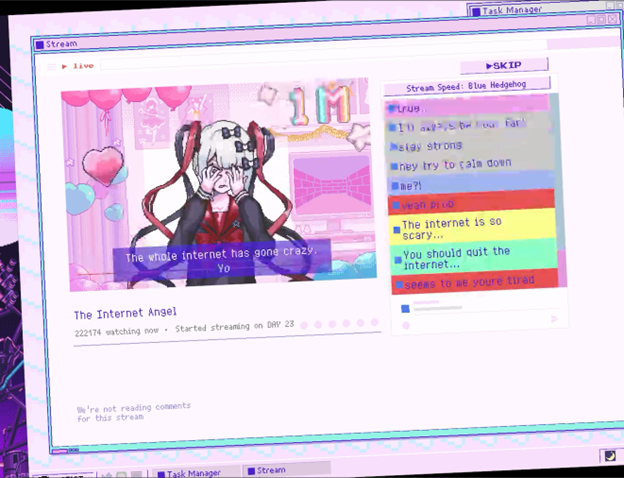 Task Manager
Stream
live
SKIP
Stream Speed: Blue Hedgehog
true..
I'll always be your fan!
stay strong
hey try to calm down
me?!
yeah prob
The internet is so
scary...
You should quit the
internet...
seems to me youre tired
1M
The whole internet has gone crazy.
Yo
The Internet Angel
222174 watching now • Started streaming on DAY 23
We're not reading comments
for this stream
Task Manager
Stream